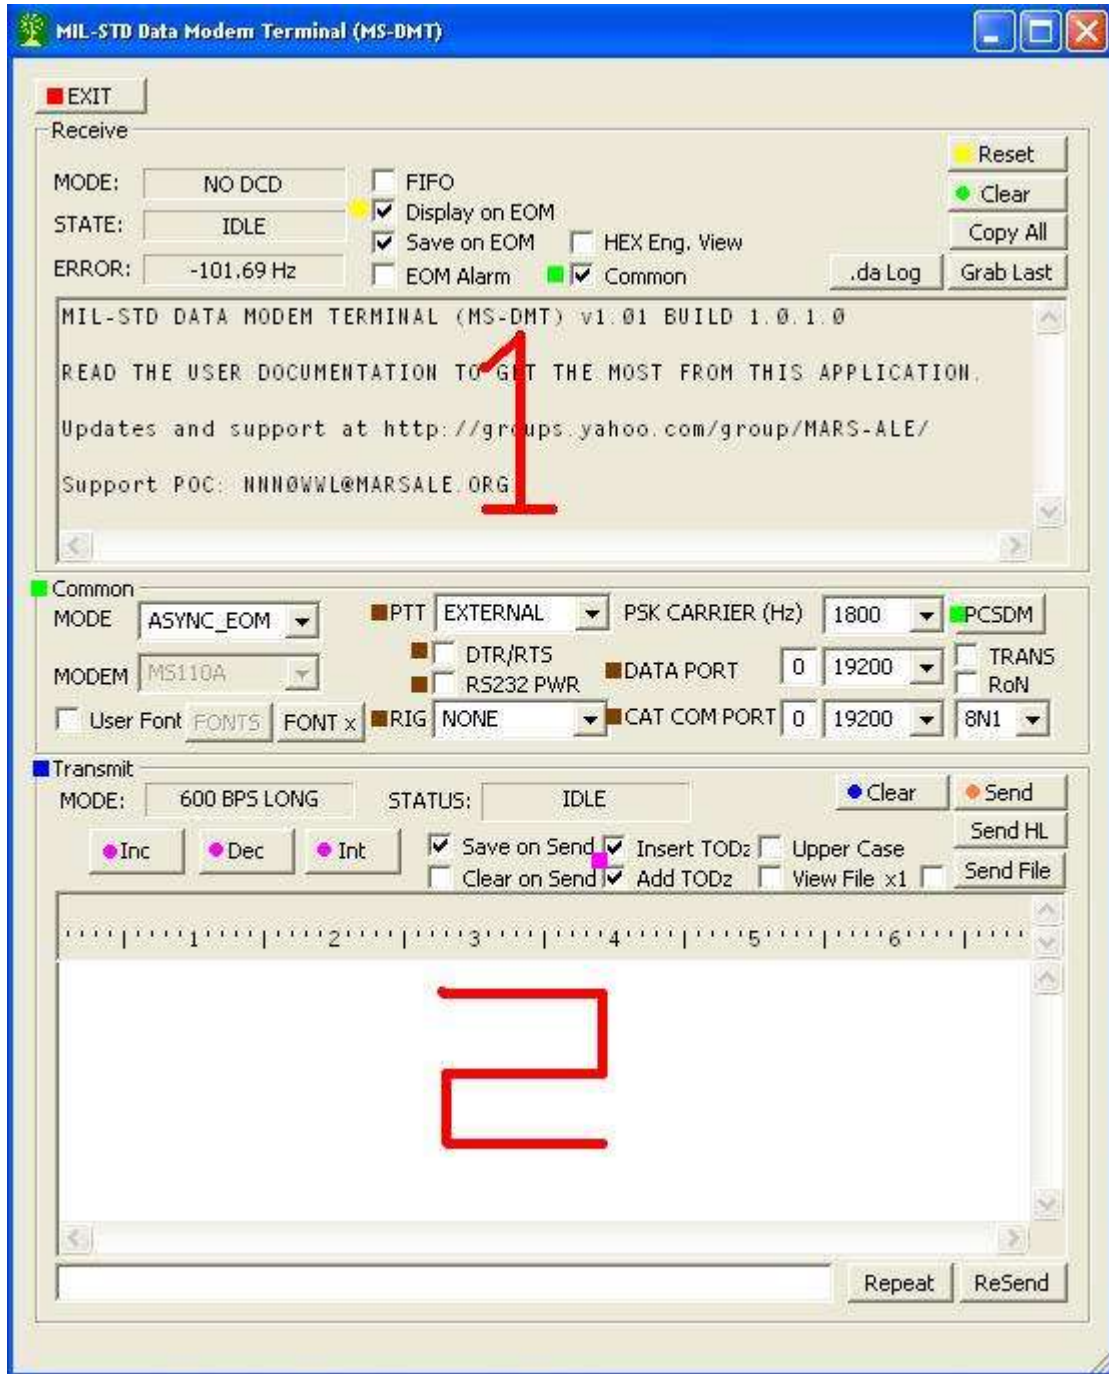 MIL-STD Data Modem Terminal (MS-DMT)
EXIT
Receive
Reset
MODE: NO DCD FIFO
Clear
Display on EOM
STATE: IDLE Copy All
Save on EOM HEX Eng. View
ERROR: -101.69 Hz EOM Alarm Common .da Log Grab Last
MIL-STD DATA MODEM TERMINAL (MS-DMT) v1.01 BUILD 1.0.1.0
READ THE USER DOCUMENTATION TO GET THE MOST FROM THIS APPLICATION.
Updates and support at http://groups.yahoo.com/group/MARS-ALE/
Support POC: NNN0WWL@MARSALE.ORG
1
Common
MODE ASYNC_EOM PTT EXTERNAL PSK CARRIER (Hz) 1800 PCSDM
DTR/RTS TRANS
MODEM MS110A DATA PORT 0 19200
RS232 PWR RoN
User Font FONTS FONT x RIG NONE CAT COM PORT 0 19200 8N1
Transmit
MODE: 600 BPS LONG STATUS: IDLE Clear Send
Send HL
Inc Dec Int Save on Send Insert TODz Upper Case
Clear on Send Add TODz View File x1 Send File
1 2 3 4 5 6
2
Repeat ReSend